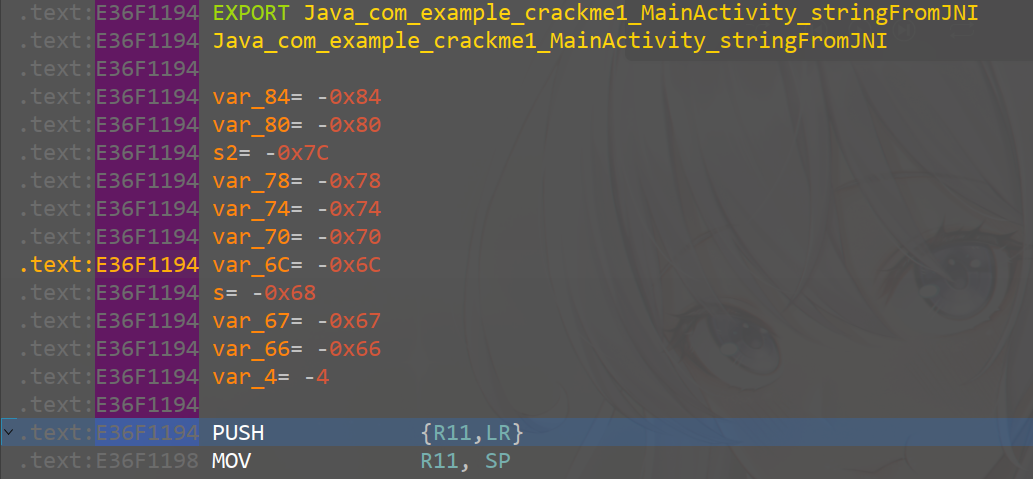 .text:E36F1194 EXPORT Java_com_example_crackme1_MainActivity_stringFromJNI
.text:E36F1194 Java_com_example_crackme1_MainActivity_stringFromJNI
.text:E36F1194
.text:E36F1194 var_84= -0x84
.text:E36F1194 var_80= -0x80
.text:E36F1194 s2= -0x7C
.text:E36F1194 var_78= -0x78
.text:E36F1194 var_74= -0x74
.text:E36F1194 var_70= -0x70
.text:E36F1194 var_6C= -0x6C
.text:E36F1194 s= -0x68
.text:E36F1194 var_67= -0x67
.text:E36F1194 var_66= -0x66
.text:E36F1194 var_4= -4
.text:E36F1194
.text:E36F1194 PUSH {R11,LR}
.text:E36F1198 MOV R11, SP